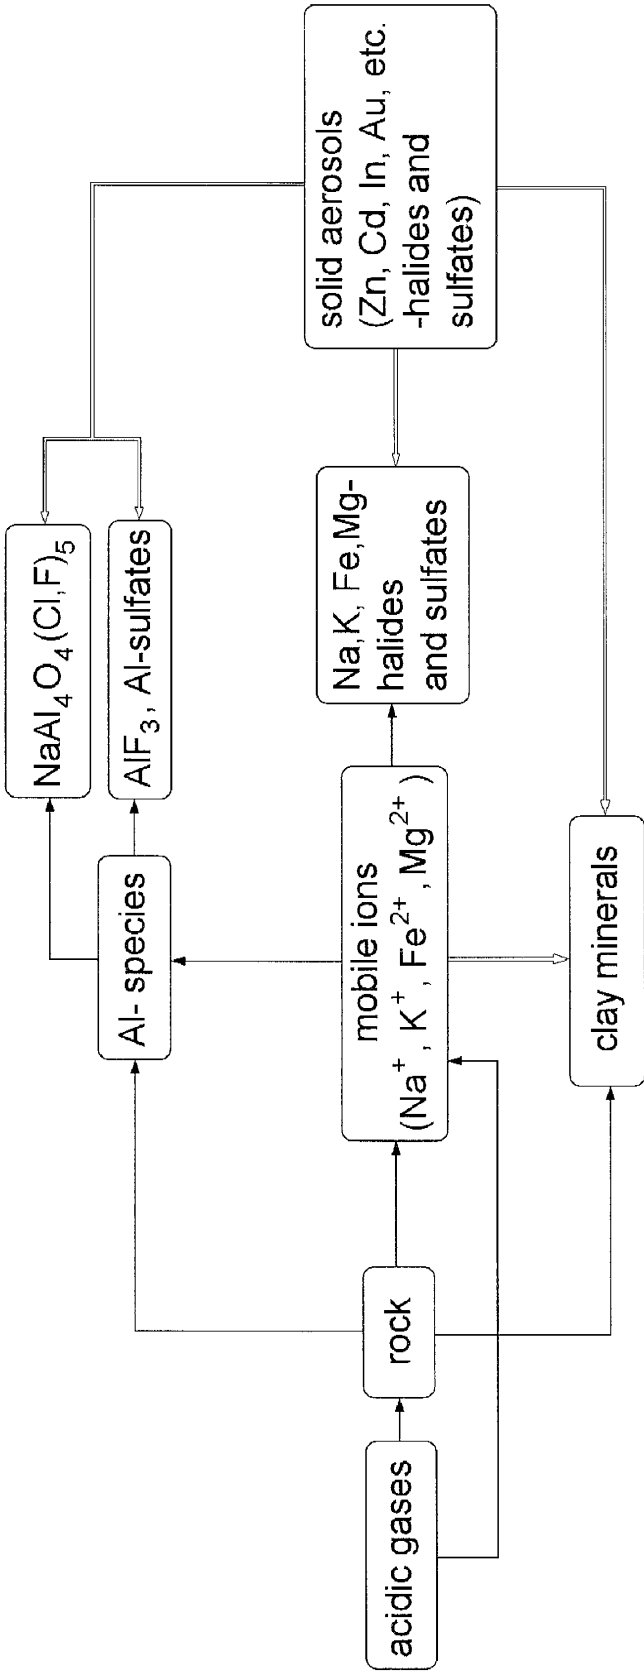 acidic gases
rock
Al- species
mobile ions
(Na⁺, K⁺, Fe²⁺, Mg²⁺)
clay minerals
NaAl₄O₄(Cl,F)₅
AlF₃, Al-sulfates
Na,K, Fe,Mg-
halides
and sulfates
solid aerosols
(Zn, Cd, In, Au, etc.
-halides and
sulfates)